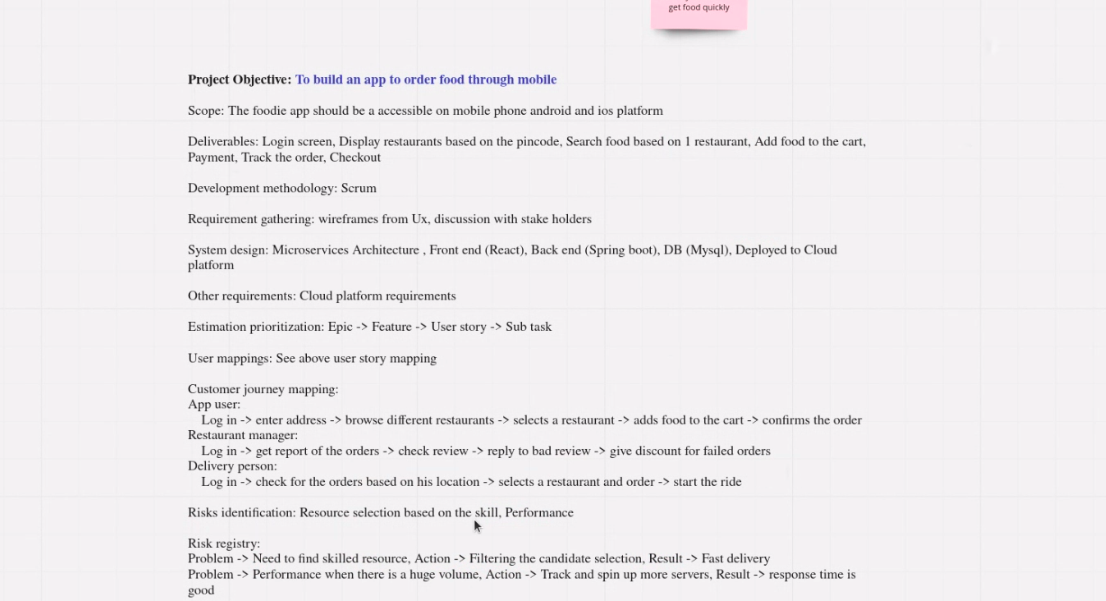 get food quickly
Project Objective: To build an app to order food through mobile
Scope: The foodie app should be a accessible on mobile phone android and ios platform
Deliverables: Login screen, Display restaurants based on the pincode, Search food based on 1 restaurant, Add food to the cart,
Payment, Track the order, Checkout
Development methodology: Scrum
Requirement gathering: wireframes from Ux, discussion with stake holders
System design: Microservices Architecture , Front end (React), Back end (Spring boot), DB (Mysql), Deployed to Cloud
platform
Other requirements: Cloud platform requirements
Estimation prioritization: Epic -> Feature -> User story -> Sub task
User mappings: See above user story mapping
Customer journey mapping:
App user:
Log in -> enter address -> browse different restaurants -> selects a restaurant -> adds food to the cart -> confirms the order
Restaurant manager:
Log in -> get report of the orders -> check review -> reply to bad review -> give discount for failed orders
Delivery person:
Log in -> check for the orders based on his location -> selects a restaurant and order -> start the ride
Risks identification: Resource selection based on the skill, Performance
Risk registry:
Problem -> Need to find skilled resource, Action -> Filtering the candidate selection, Result -> Fast delivery
Problem -> Performance when there is a huge volume, Action -> Track and spin up more servers, Result -> response time is
good